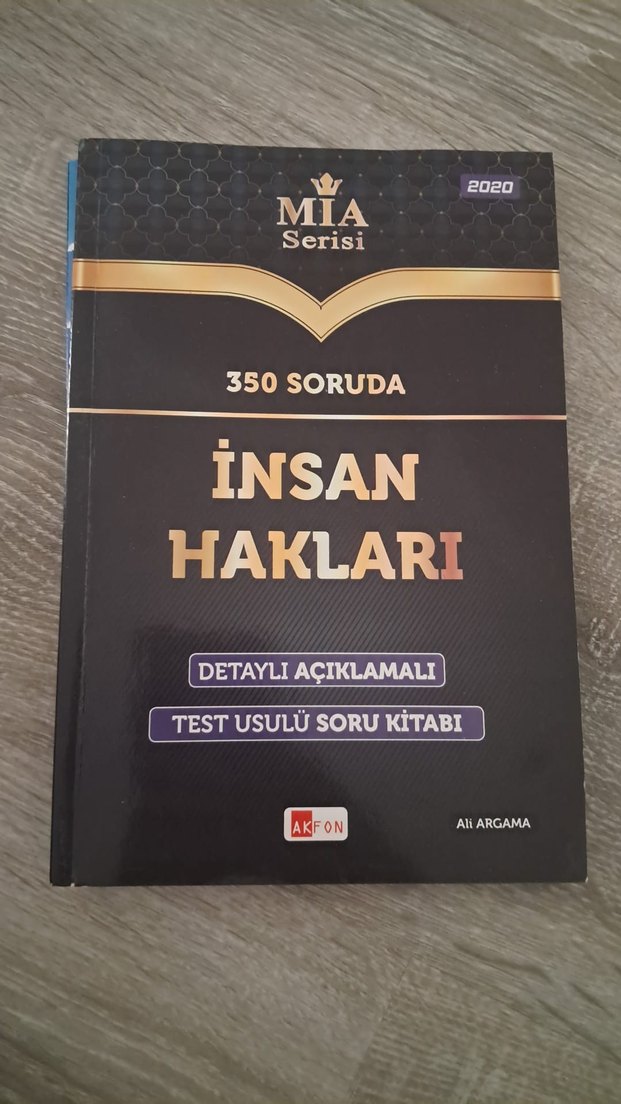 2020
MİA
Serisi
350 SORUDA
İNSAN
HAKLARI
DETAYLI AÇIKLAMALI
TEST USULÜ SORU KİTABI
AKFON
Ali ARGAMA